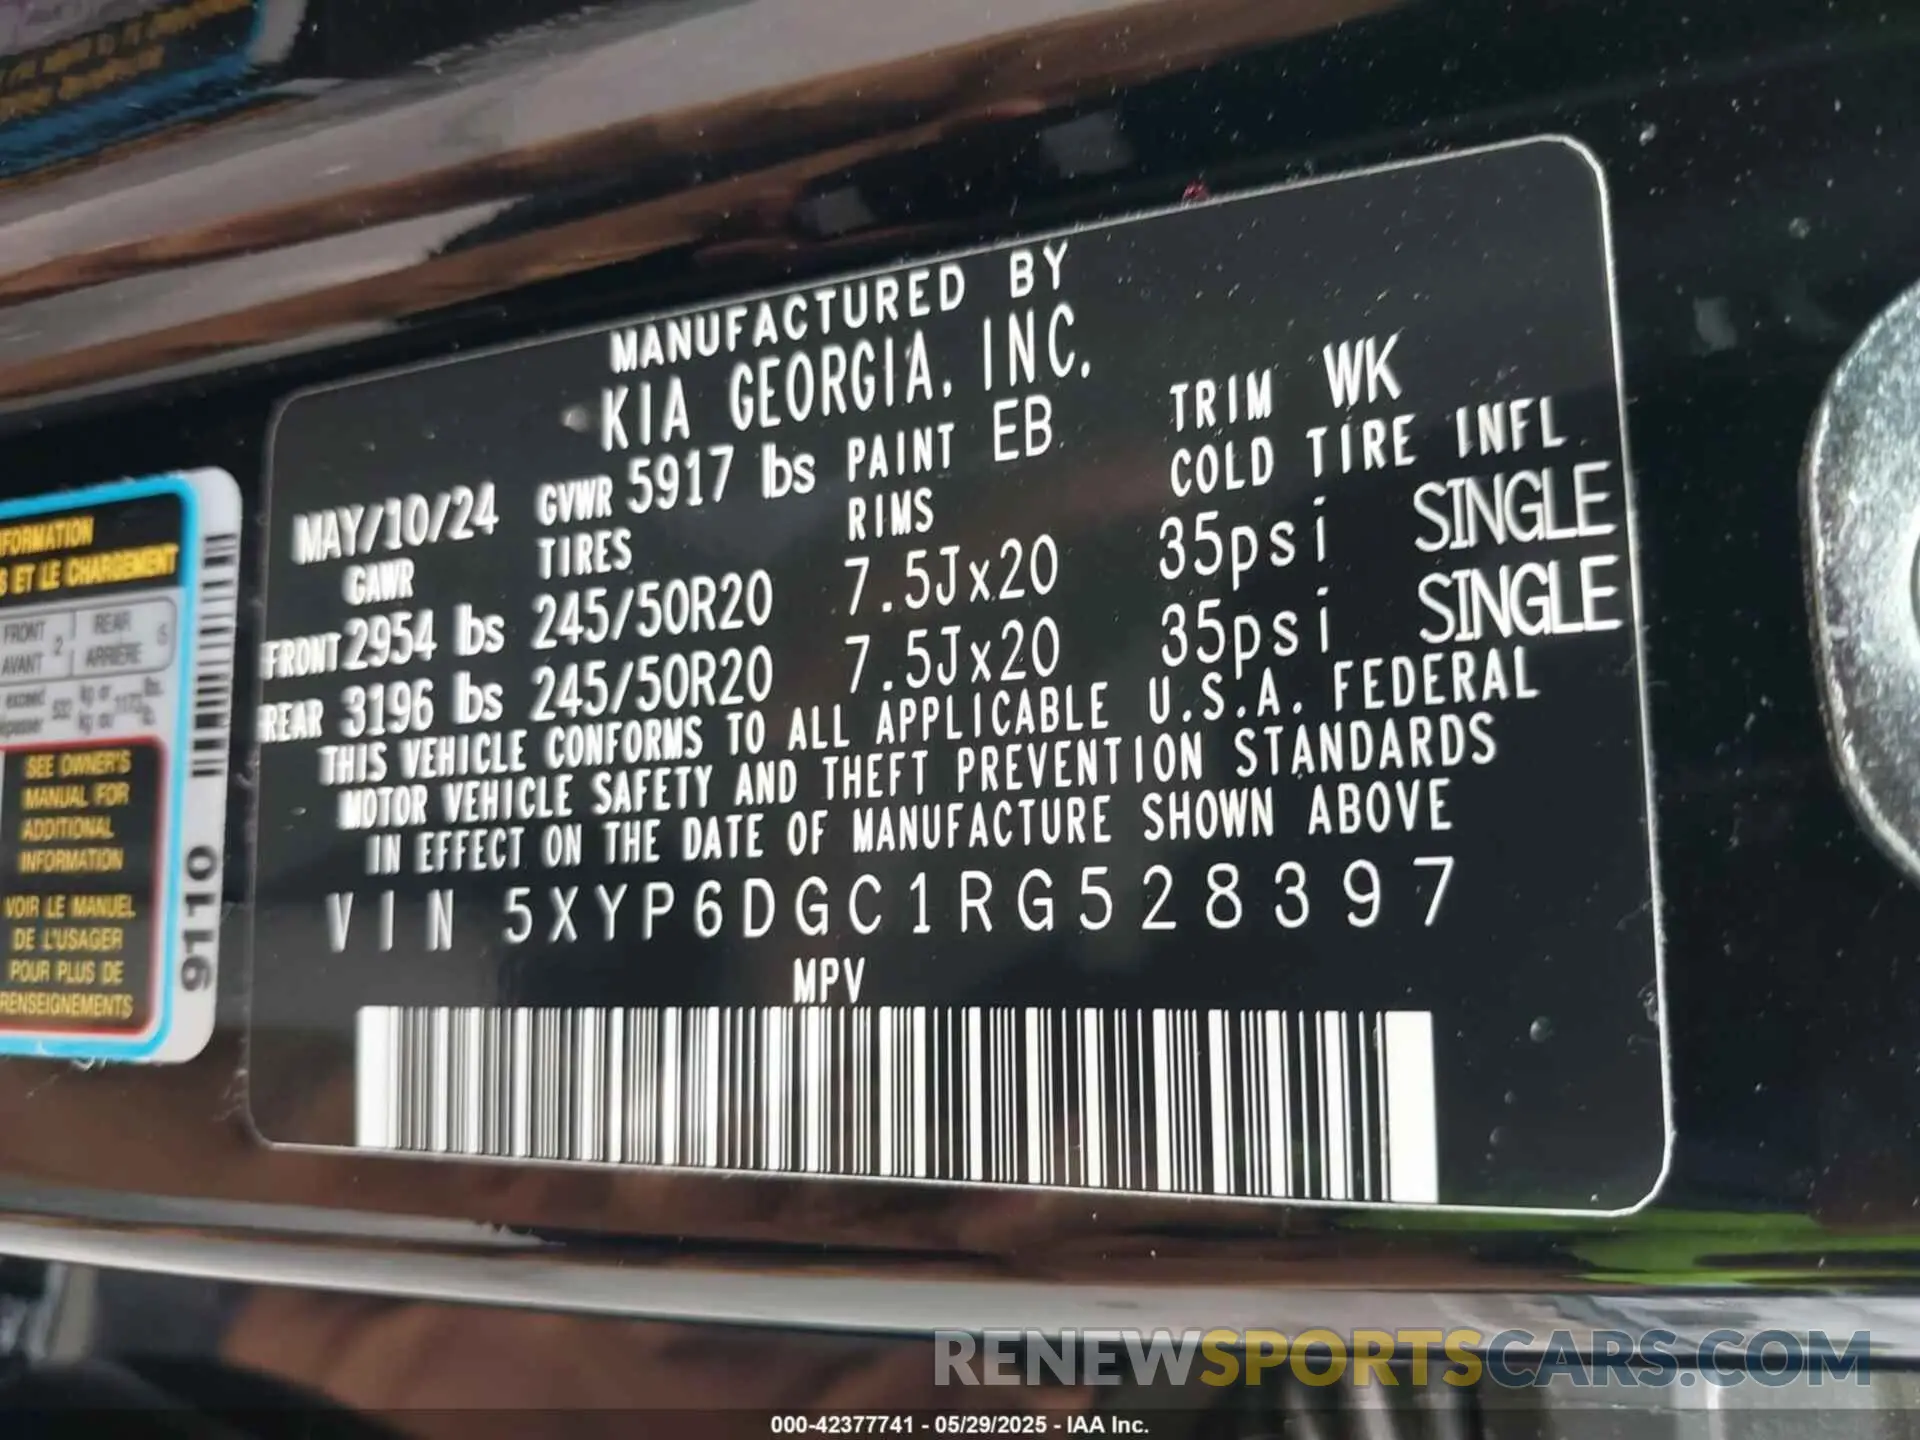 MANUFACTURED BY
KIA GEORGIA, INC.
MAY/10/24 GVWR 5917 lbs PAINT EB TRIM WK
GAWR TIRES RIMS COLD TIRE INFL
FRONT 2954 lbs 245/50R20 7.5Jx20 35psi SINGLE
REAR 3196 lbs 245/50R20 7.5Jx20 35psi SINGLE
THIS VEHICLE CONFORMS TO ALL APPLICABLE U.S.A. FEDERAL
MOTOR VEHICLE SAFETY AND THEFT PREVENTION STANDARDS
IN EFFECT ON THE DATE OF MANUFACTURE SHOWN ABOVE
VIN 5XYP6DGC1RG528397
MPV
ET LE CHARGEMENT
FRONT 2 REAR 5
AVANT ARRIÈRE
SEE OWNER'S
MANUAL FOR
ADDITIONAL
INFORMATION
VOIR LE MANUEL
DE L'USAGER
POUR PLUS DE
RENSEIGNEMENTS
9110
RENEWSPORTSCARS.COM
000-42377741 - 05/29/2025 - IAA Inc.